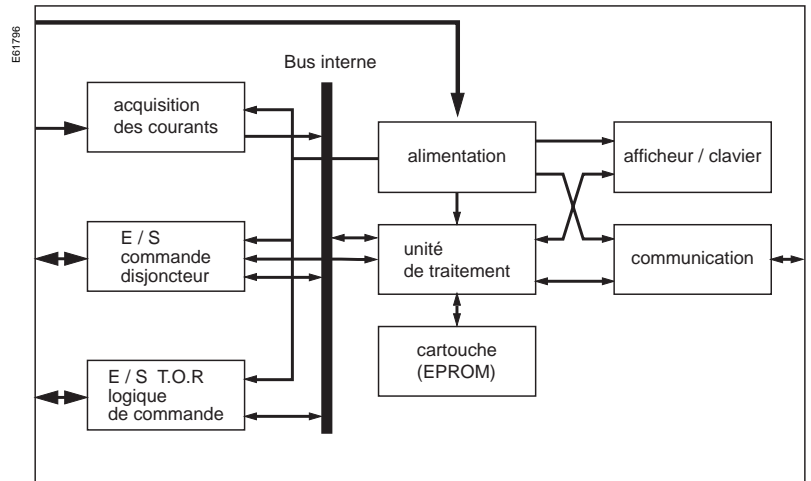 E61796
Bus interne
acquisition
des courants
alimentation
afficheur / clavier
E / S
commande
disjoncteur
unité
de traitement
communication
cartouche
(EPROM)
E / S T.O.R
logique
de commande